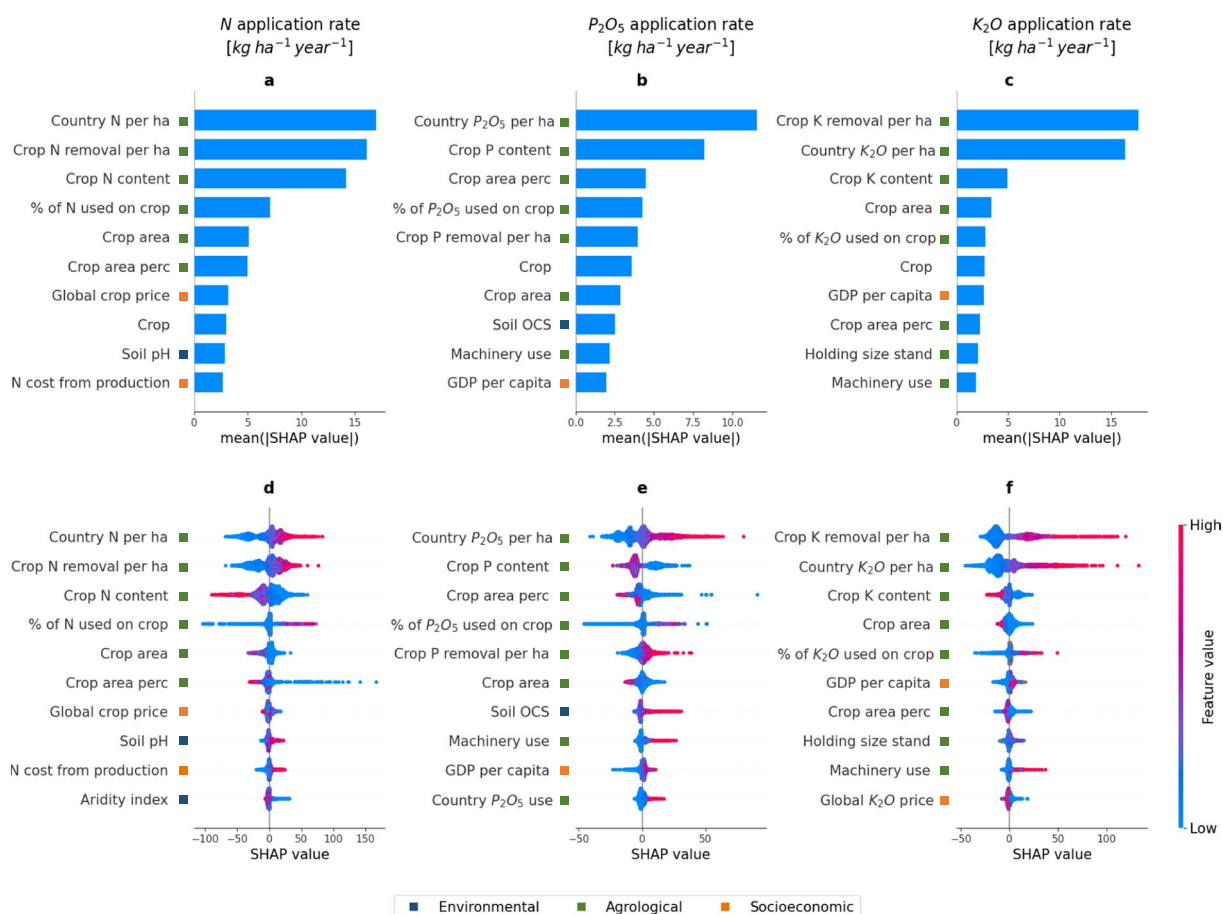 N application rate
[kg ha⁻¹ year⁻¹]
P₂O₅ application rate
[kg ha⁻¹ year⁻¹]
K₂O application rate
[kg ha⁻¹ year⁻¹]
a
Country N per ha
Crop N removal per ha
Crop N content
% of N used on crop
Crop area
Crop area perc
Global crop price
Crop
Soil pH
N cost from production
0 5 10 15
mean(|SHAP value|)
b
Country P₂O₅ per ha
Crop P content
Crop area perc
% of P₂O₅ used on crop
Crop P removal per ha
Crop
Crop area
Soil OCS
Machinery use
GDP per capita
0.0 2.5 5.0 7.5 10.0
mean(|SHAP value|)
c
Crop K removal per ha
Country K₂O per ha
Crop K content
Crop area
% of K₂O used on crop
Crop
GDP per capita
Crop area perc
Holding size stand
Machinery use
0 5 10 15
mean(|SHAP value|)
d
Country N per ha
Crop N removal per ha
Crop N content
% of N used on crop
Crop area
Crop area perc
Global crop price
Soil pH
N cost from production
Aridity index
−100 −50 0 50 100 150
SHAP value
e
Country P₂O₅ per ha
Crop P content
Crop area perc
% of P₂O₅ used on crop
Crop P removal per ha
Crop area
Soil OCS
Machinery use
GDP per capita
Country P₂O₅ use
−50 0 50
SHAP value
f
Crop K removal per ha
Country K₂O per ha
Crop K content
Crop area
% of K₂O used on crop
GDP per capita
Crop area perc
Holding size stand
Machinery use
Global K₂O price
−50 0 50 100
SHAP value
High
Feature value
Low
Environmental Agrological Socioeconomic